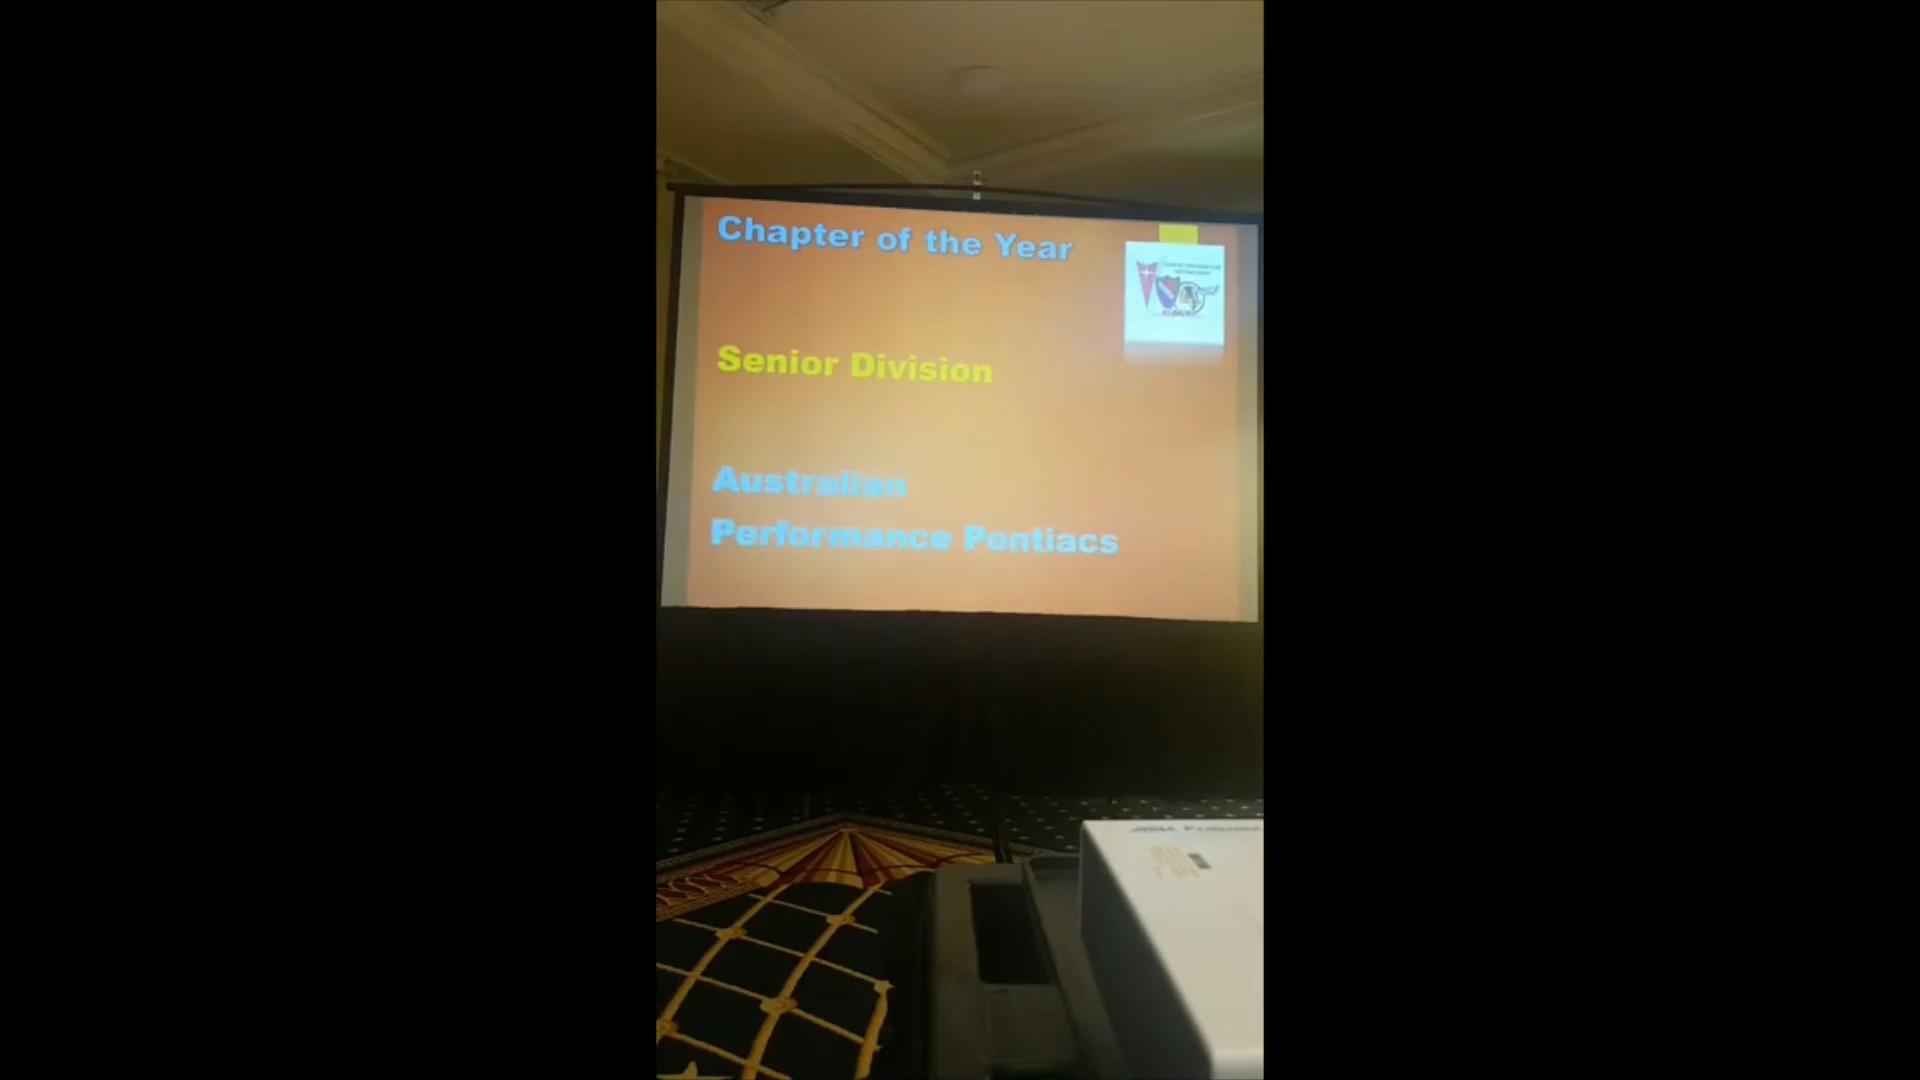 Chapter of the Year
Senior Division
Australian
Performance Pontiacs